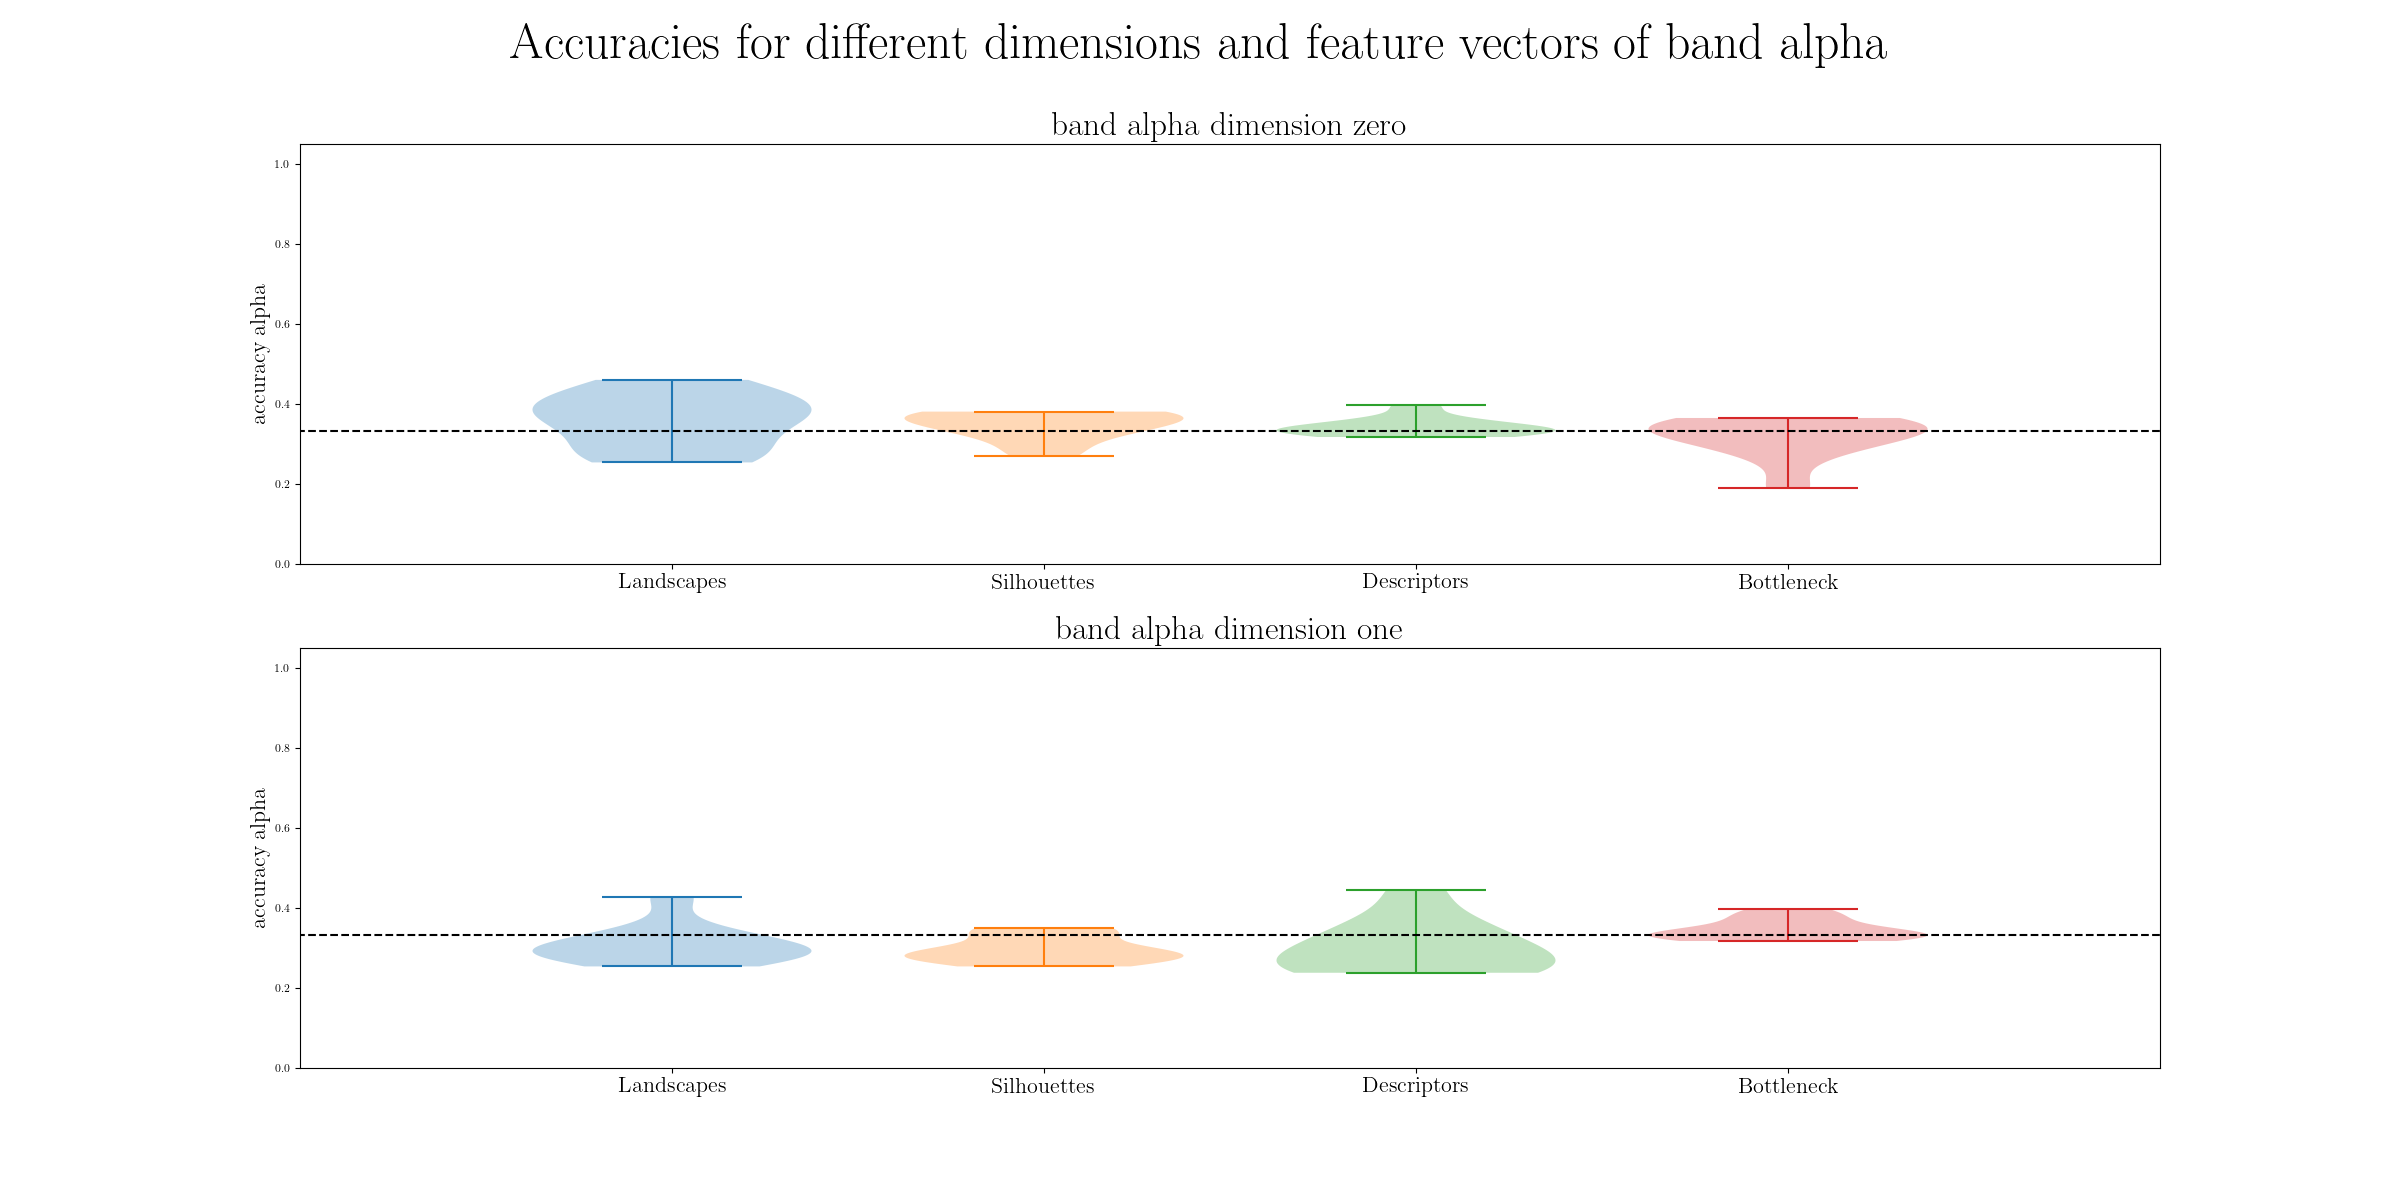 Accuracies for different dimensions and feature vectors of band alpha
band alpha dimension zero
1.0
0.8
0.6
0.4
0.2
0.0
accuracy alpha
Landscapes Silhouettes Descriptors Bottleneck
band alpha dimension one
1.0
0.8
0.6
0.4
0.2
0.0
accuracy alpha
Landscapes Silhouettes Descriptors Bottleneck